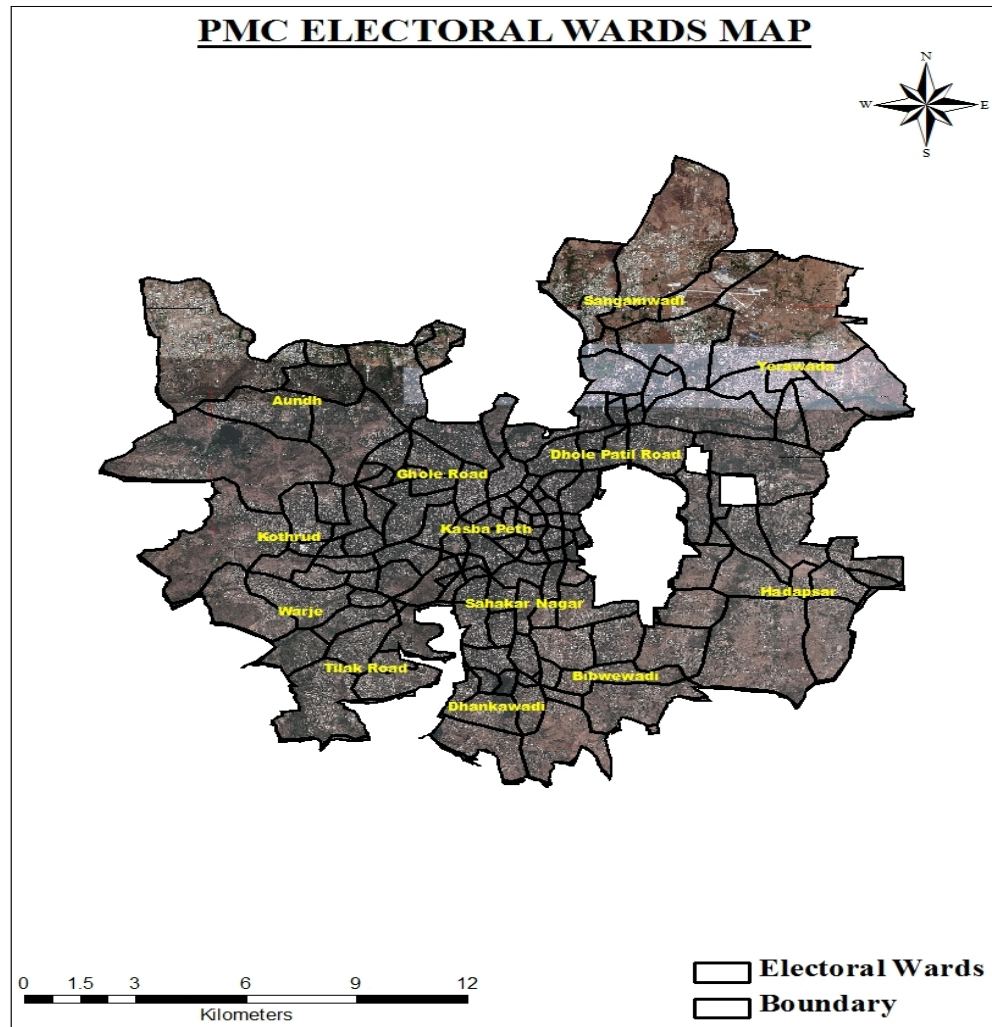 PMC ELECTORAL WARDS MAP
N
W E
S
Sangamwadi
Yerawada
Aundh
Dhole Patil Road
Ghole Road
Kasba Peth
Kothrud
Hadapsar
Sahakar Nagar
Warje
Tilak Road
Bibwewadi
Dhankawadi
0 1.5 3 6 9 12
Kilometers
Electoral Wards
Boundary